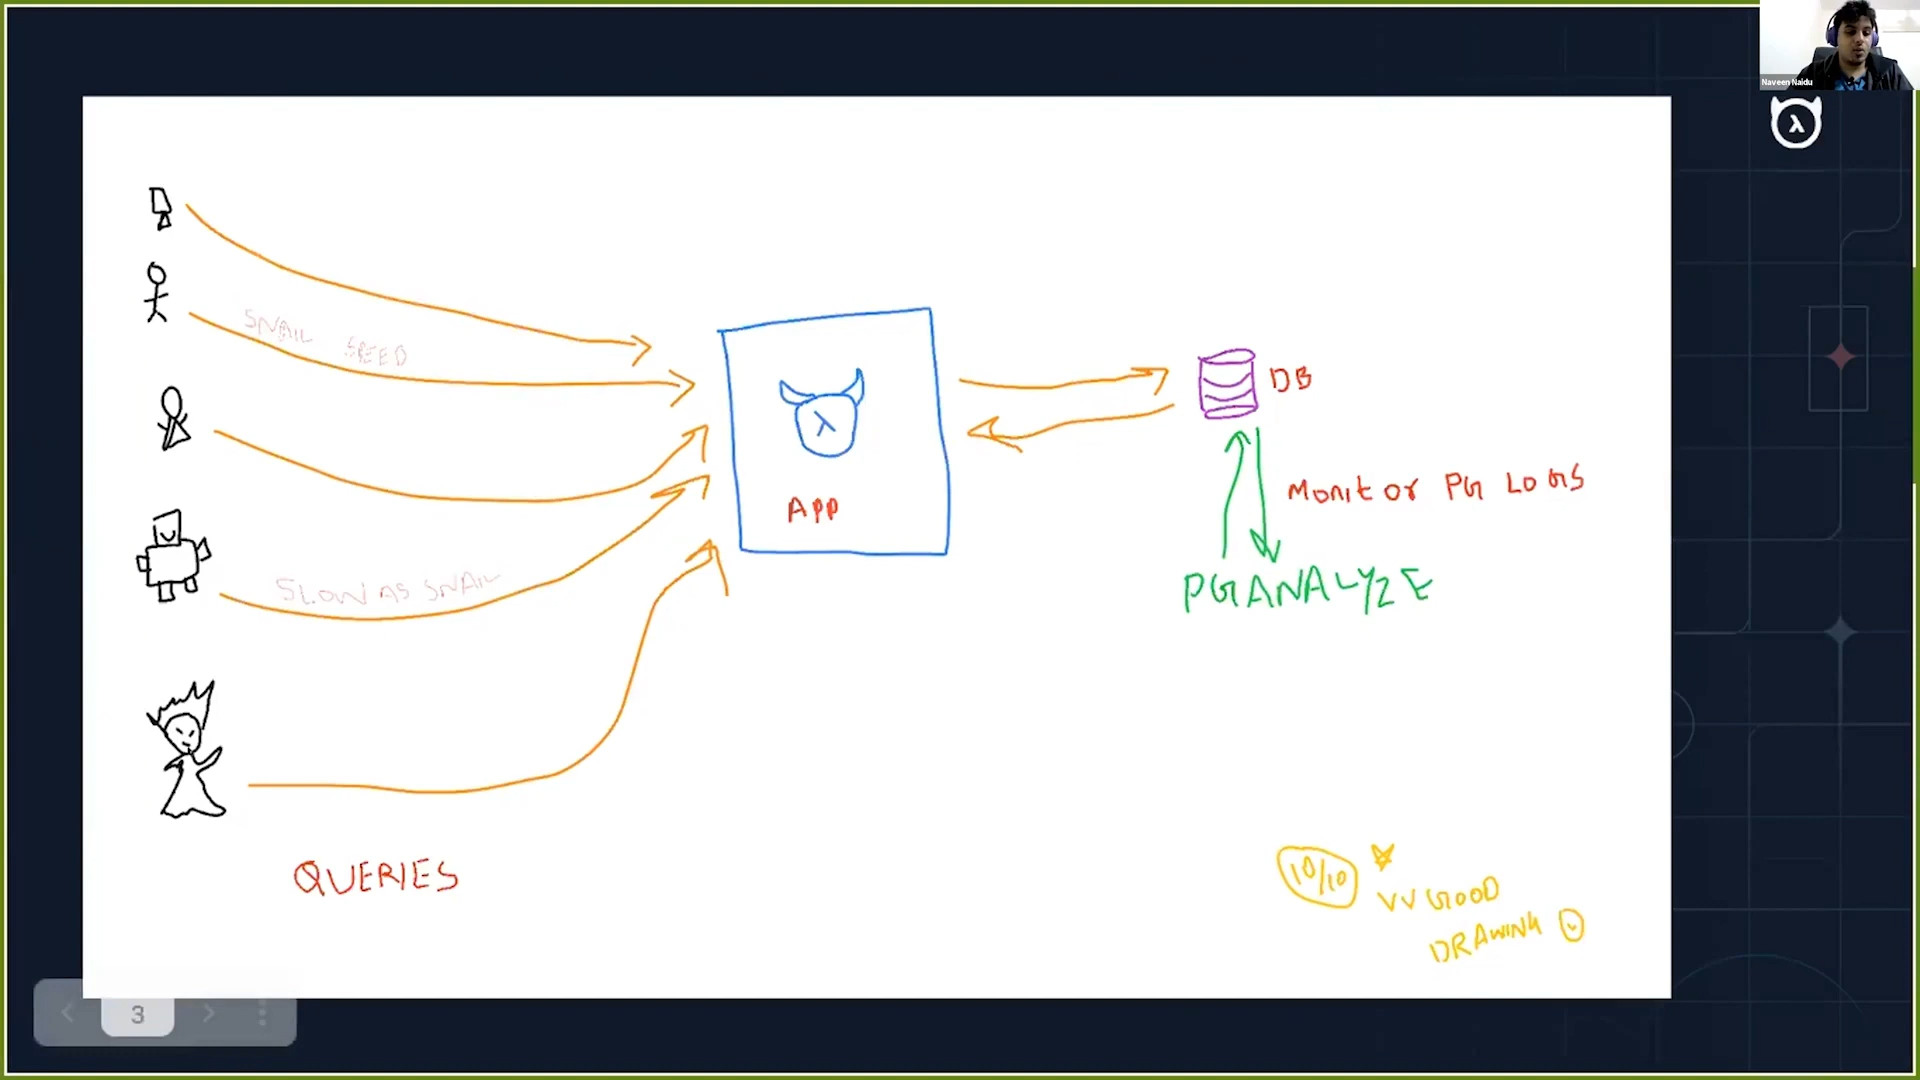 Naveen Naidu
λ
SNAIL SPEED
λ
APP
DB
Monitor PG LOGS
PGANALYZE
SLOW AS SNAIL
QUERIES
10/10
VV GOOD
DRAWING
3